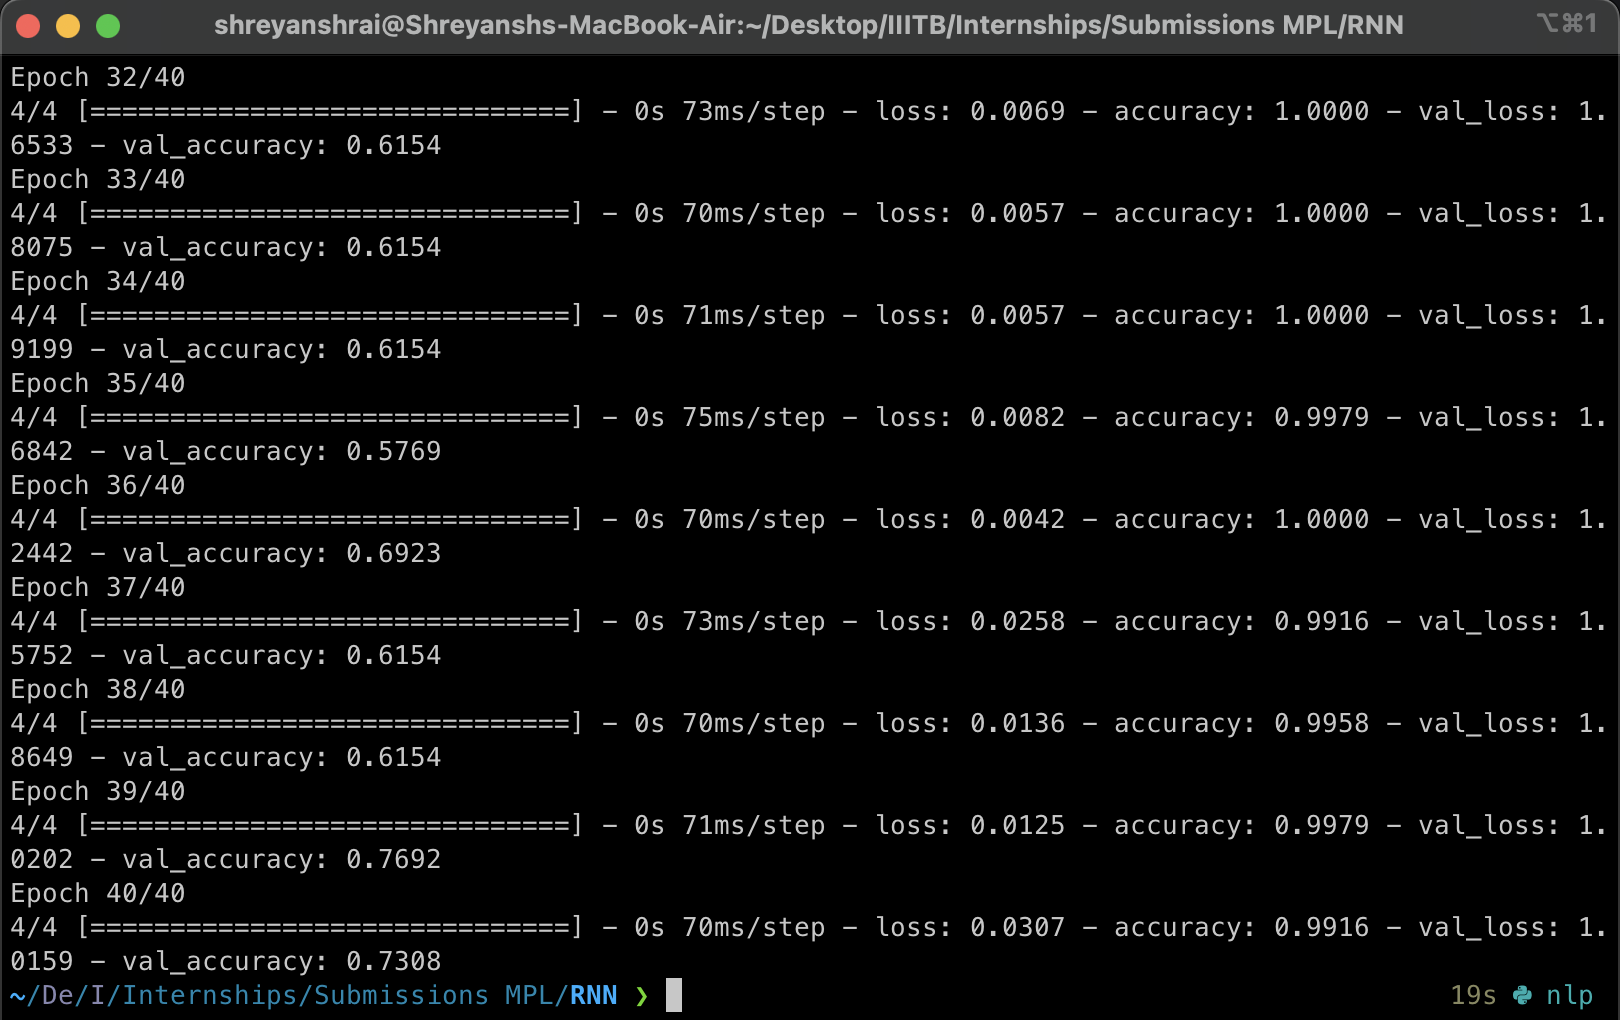 shreyanshrai@Shreyanshs-MacBook-Air:~/Desktop/IIITB/Internships/Submissions MPL/RNN ⌥⌘1
Epoch 32/40
4/4 [==============================] - 0s 73ms/step - loss: 0.0069 - accuracy: 1.0000 - val_loss: 1.
6533 - val_accuracy: 0.6154
Epoch 33/40
4/4 [==============================] - 0s 70ms/step - loss: 0.0057 - accuracy: 1.0000 - val_loss: 1.
8075 - val_accuracy: 0.6154
Epoch 34/40
4/4 [==============================] - 0s 71ms/step - loss: 0.0057 - accuracy: 1.0000 - val_loss: 1.
9199 - val_accuracy: 0.6154
Epoch 35/40
4/4 [==============================] - 0s 75ms/step - loss: 0.0082 - accuracy: 0.9979 - val_loss: 1.
6842 - val_accuracy: 0.5769
Epoch 36/40
4/4 [==============================] - 0s 70ms/step - loss: 0.0042 - accuracy: 1.0000 - val_loss: 1.
2442 - val_accuracy: 0.6923
Epoch 37/40
4/4 [==============================] - 0s 73ms/step - loss: 0.0258 - accuracy: 0.9916 - val_loss: 1.
5752 - val_accuracy: 0.6154
Epoch 38/40
4/4 [==============================] - 0s 70ms/step - loss: 0.0136 - accuracy: 0.9958 - val_loss: 1.
8649 - val_accuracy: 0.6154
Epoch 39/40
4/4 [==============================] - 0s 71ms/step - loss: 0.0125 - accuracy: 0.9979 - val_loss: 1.
0202 - val_accuracy: 0.7692
Epoch 40/40
4/4 [==============================] - 0s 70ms/step - loss: 0.0307 - accuracy: 0.9916 - val_loss: 1.
0159 - val_accuracy: 0.7308
~/De/I/Internships/Submissions MPL/RNN ❯ 19s nlp